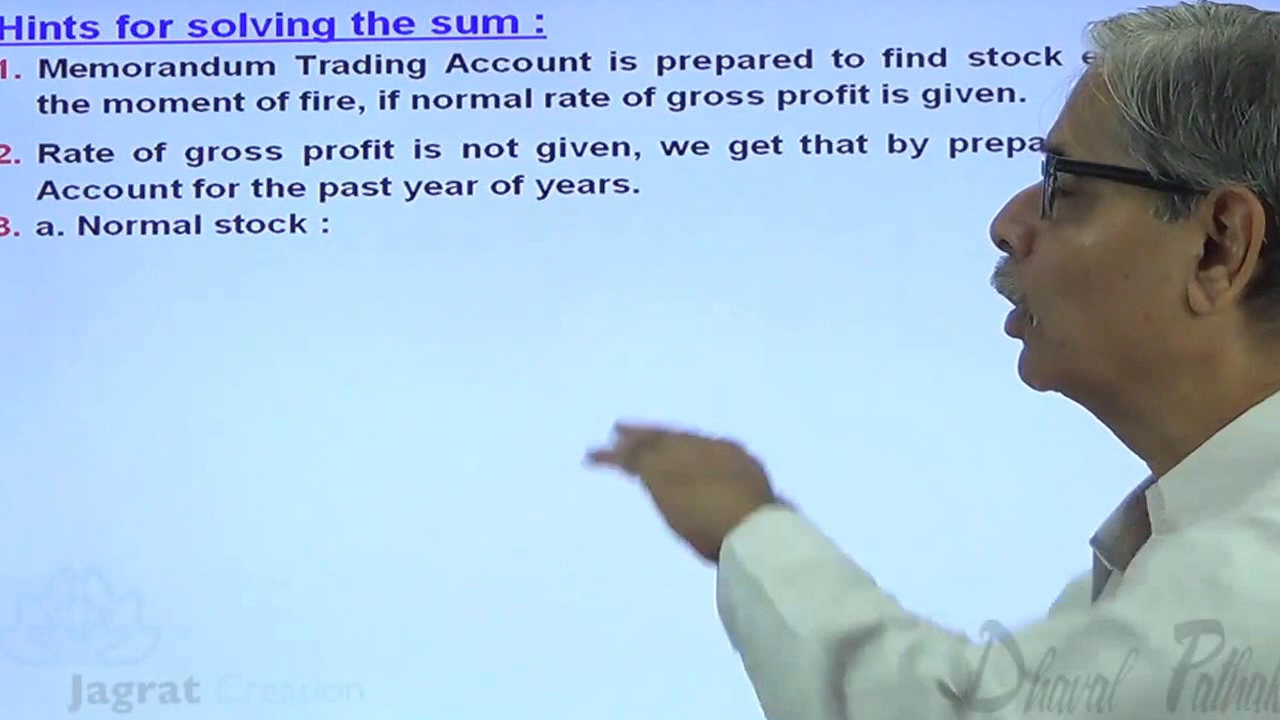 Hints for solving the sum :
1. Memorandum Trading Account is prepared to find stock
the moment of fire, if normal rate of gross profit is given.
2. Rate of gross profit is not given, we get that by prepa
Account for the past year of years.
3. a. Normal stock :
Jagrat Creation
Dhaval Pathak